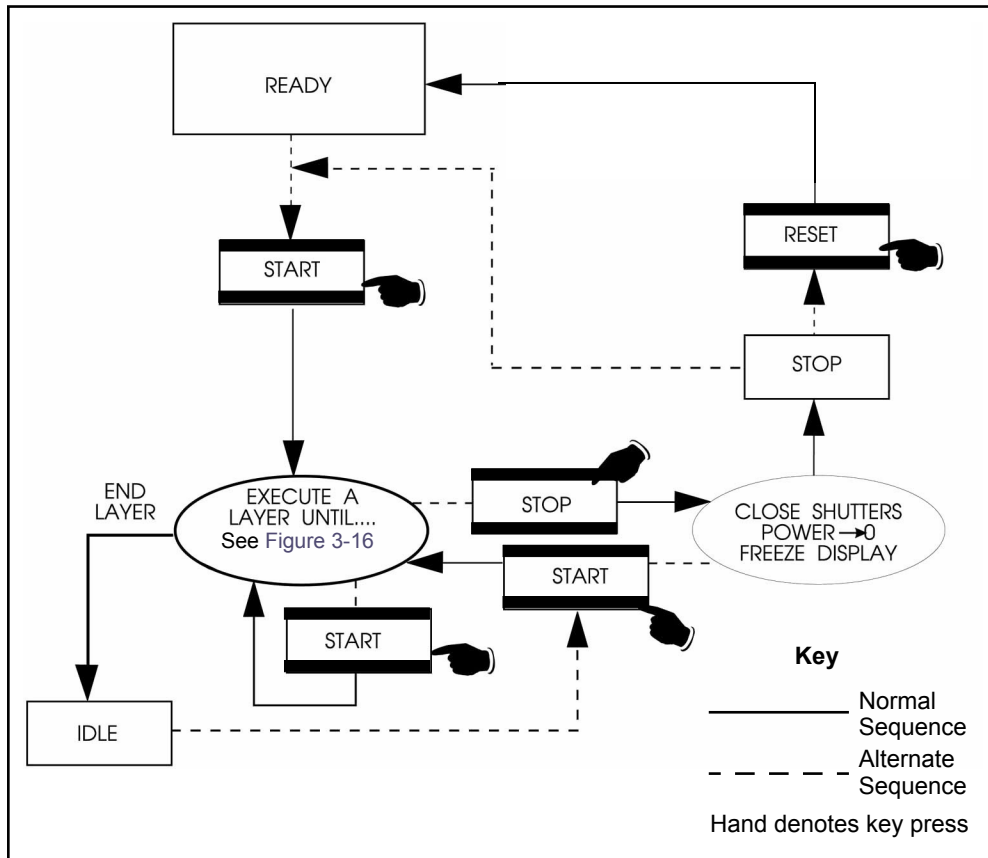 READY
START
RESET
STOP
END
LAYER
EXECUTE A
LAYER UNTIL....
See Figure 3-16
STOP
CLOSE SHUTTERS
POWER→0
FREEZE DISPLAY
START
START
IDLE
Key
Normal
Sequence
Alternate
Sequence
Hand denotes key press